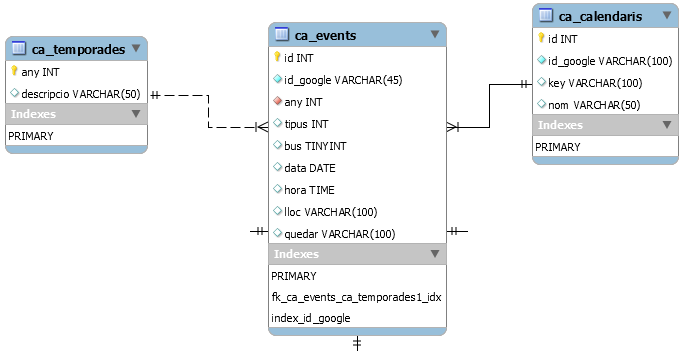 ca_temporades
any INT
descripcio VARCHAR(50)
Indexes
PRIMARY
ca_events
id INT
id_google VARCHAR(45)
any INT
tipus INT
bus TINYINT
data DATE
hora TIME
lloc VARCHAR(100)
quedar VARCHAR(100)
Indexes
PRIMARY
fk_ca_events_ca_temporades1_idx
index_id_google
ca_calendaris
id INT
id_google VARCHAR(100)
key VARCHAR(100)
nom VARCHAR(50)
Indexes
PRIMARY